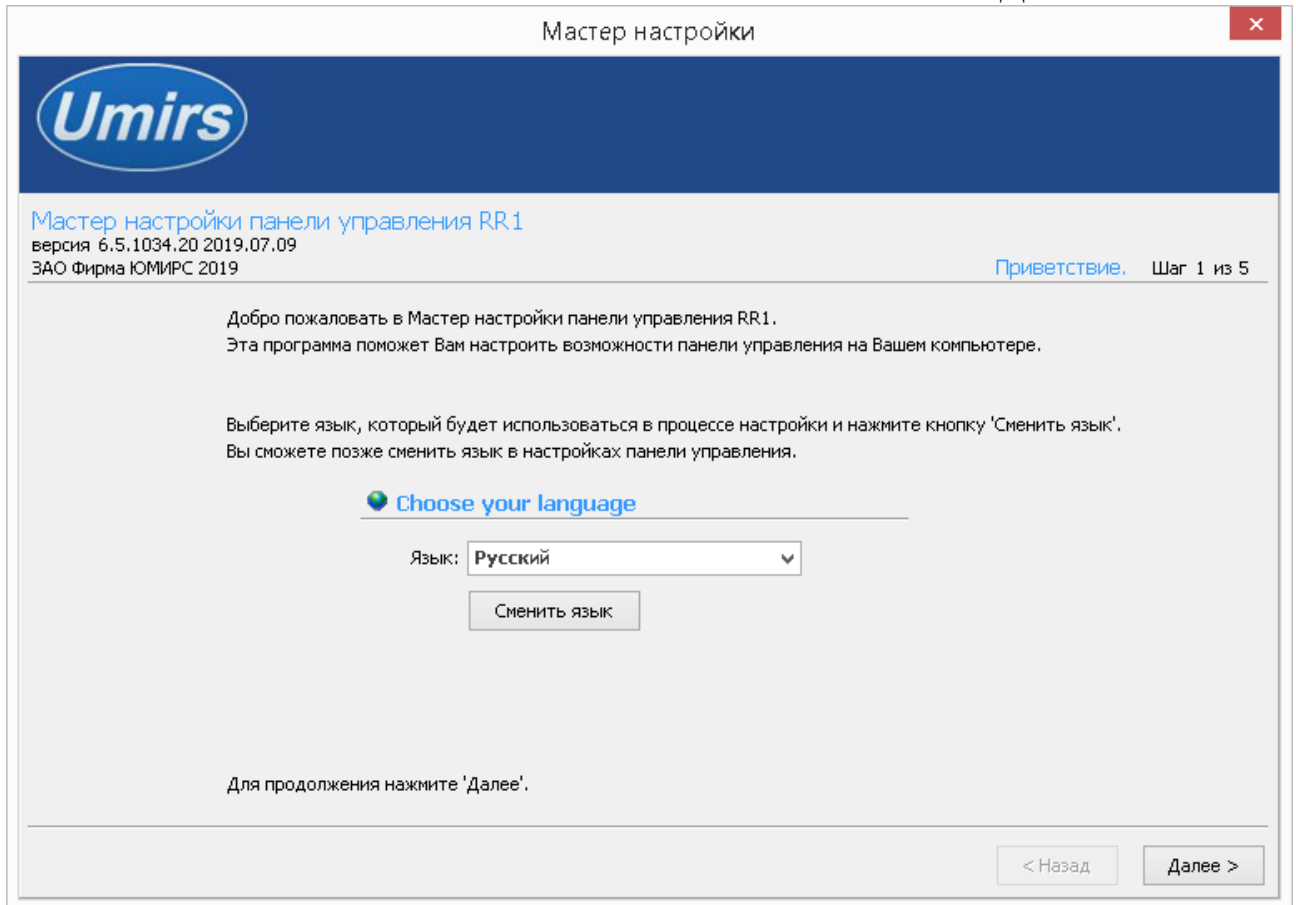 Мастер настройки
Umirs
Мастер настройки панели управления RR1
версия 6.5.1034.20 2019.07.09
ЗАО Фирма ЮМИРС 2019
Приветствие. Шаг 1 из 5
Добро пожаловать в Мастер настройки панели управления RR1.
Эта программа поможет Вам настроить возможности панели управления на Вашем компьютере.
Выберите язык, который будет использоваться в процессе настройки и нажмите кнопку 'Сменить язык'.
Вы сможете позже сменить язык в настройках панели управления.
Choose your language
Язык: Русский
Сменить язык
Для продолжения нажмите 'Далее'.
< Назад Далее >